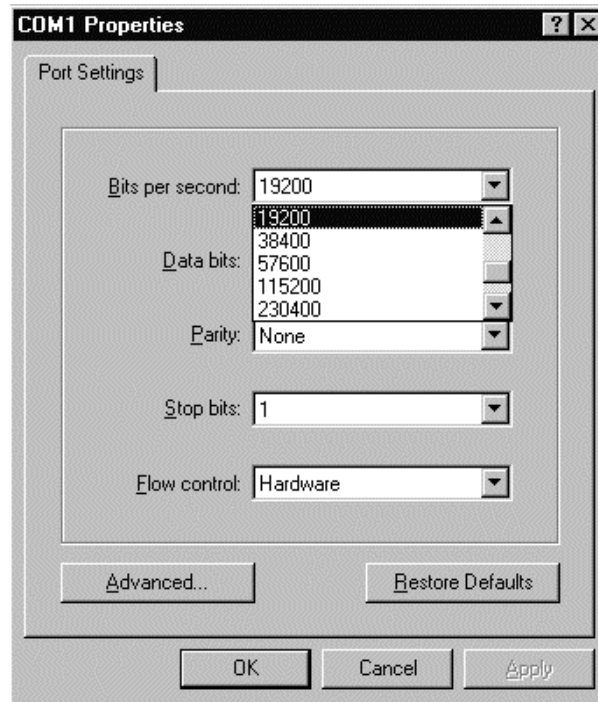 COM1 Properties
Port Settings
Bits per second: 19200
19200
38400
Data bits: 57600
115200
230400
Parity: None
Stop bits: 1
Flow control: Hardware
Advanced...
Restore Defaults
OK
Cancel
Apply